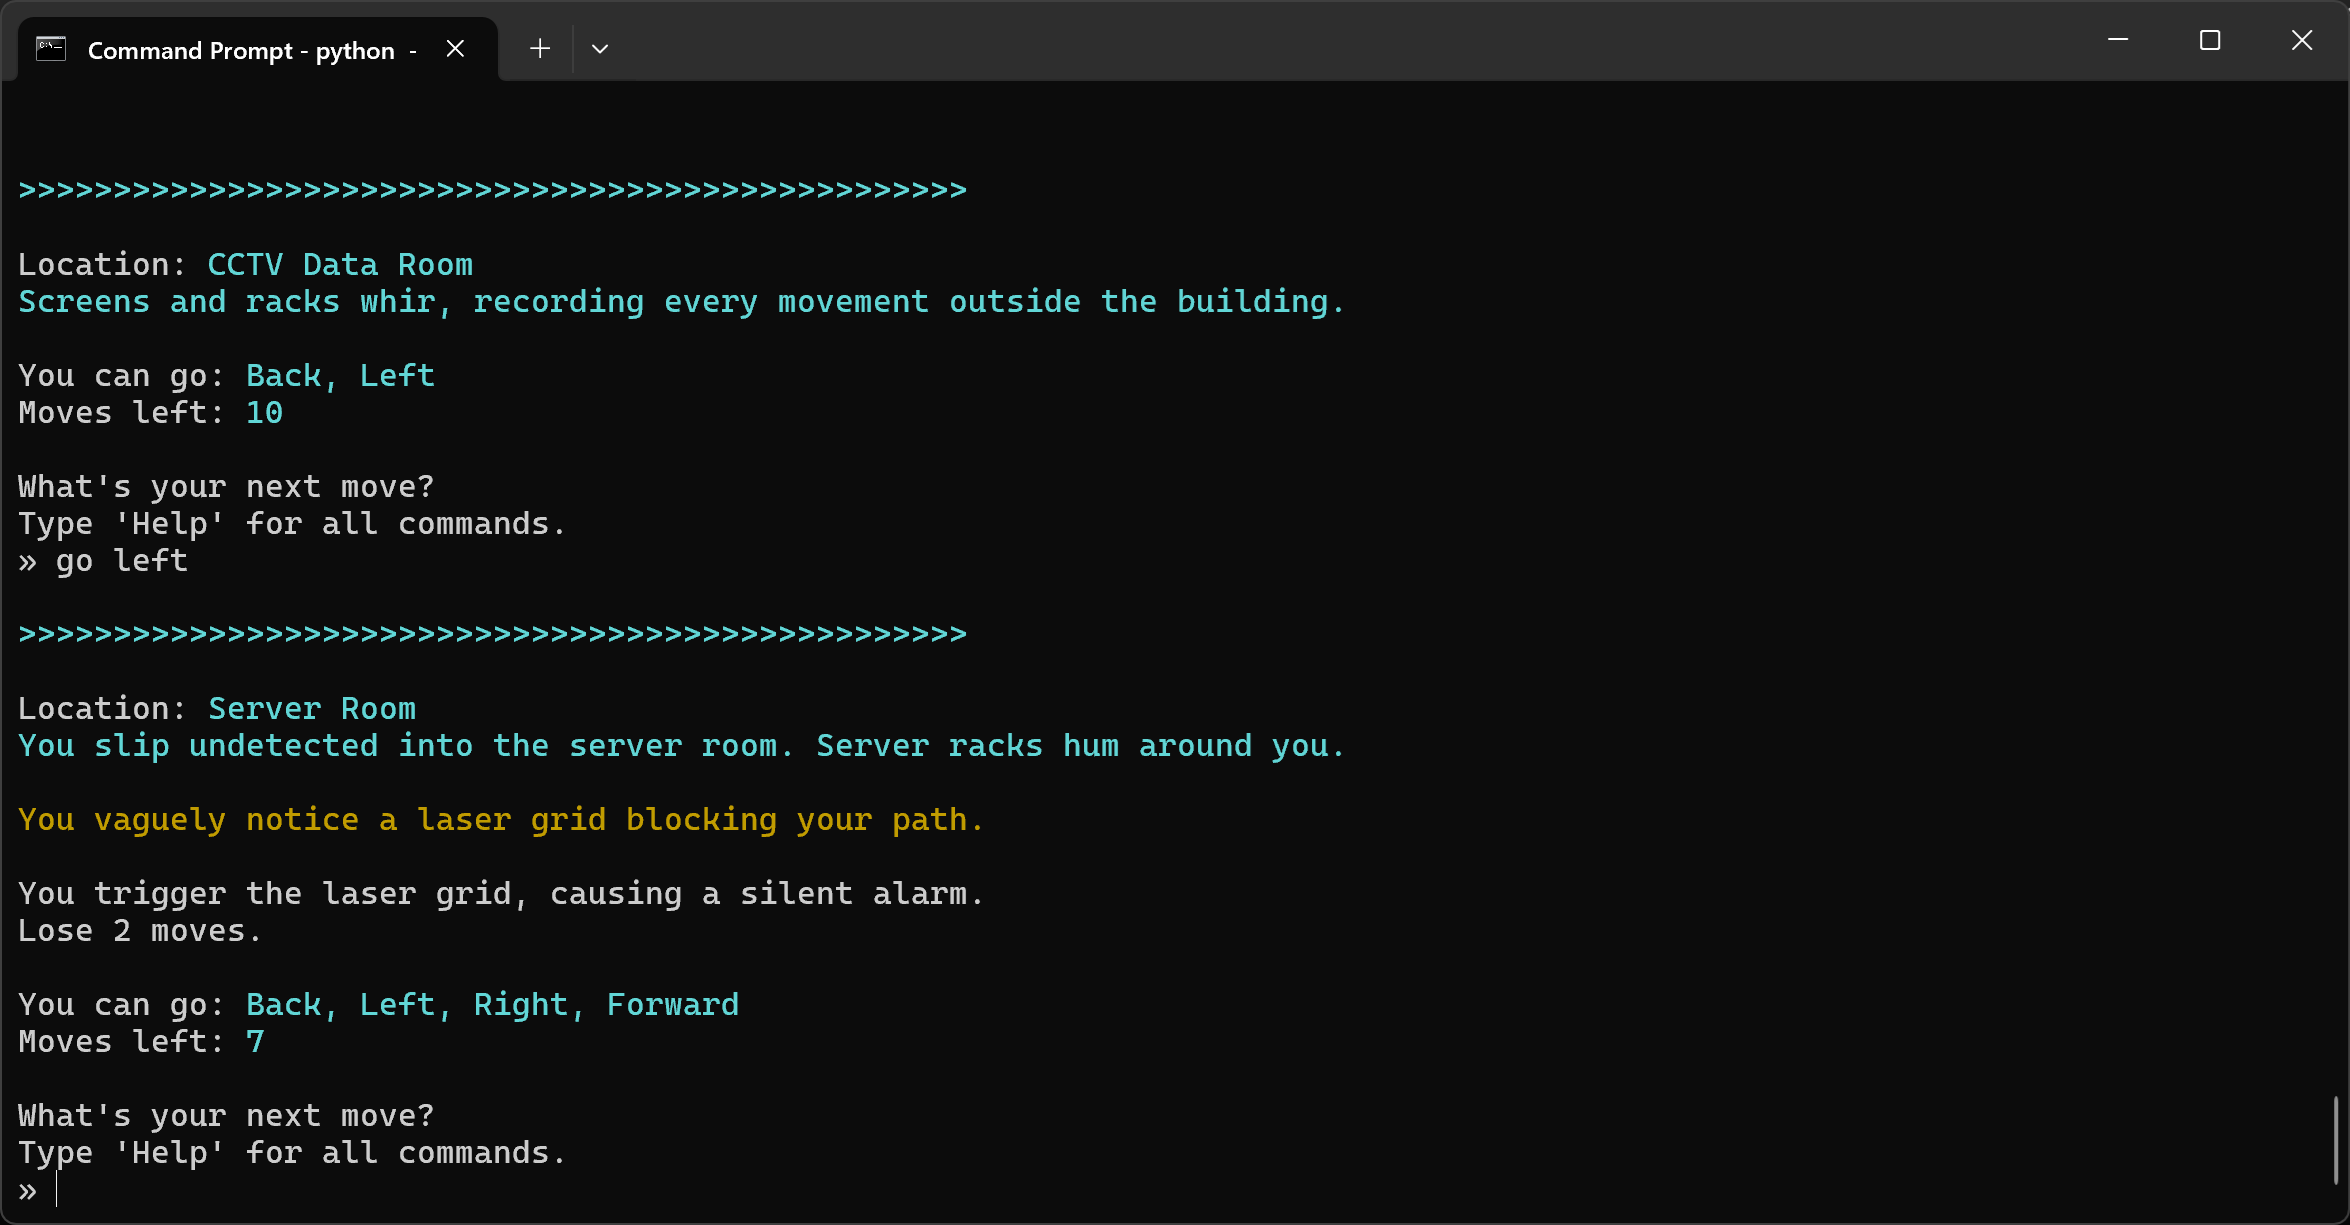 Command Prompt - python -
>>>>>>>>>>>>>>>>>>>>>>>>>>>>>>>>>>>>>>>>>>>>>>>>>>
Location: CCTV Data Room
Screens and racks whir, recording every movement outside the building.
You can go: Back, Left
Moves left: 10
What's your next move?
Type 'Help' for all commands.
» go left
>>>>>>>>>>>>>>>>>>>>>>>>>>>>>>>>>>>>>>>>>>>>>>>>>>
Location: Server Room
You slip undetected into the server room. Server racks hum around you.
You vaguely notice a laser grid blocking your path.
You trigger the laser grid, causing a silent alarm.
Lose 2 moves.
You can go: Back, Left, Right, Forward
Moves left: 7
What's your next move?
Type 'Help' for all commands.
»